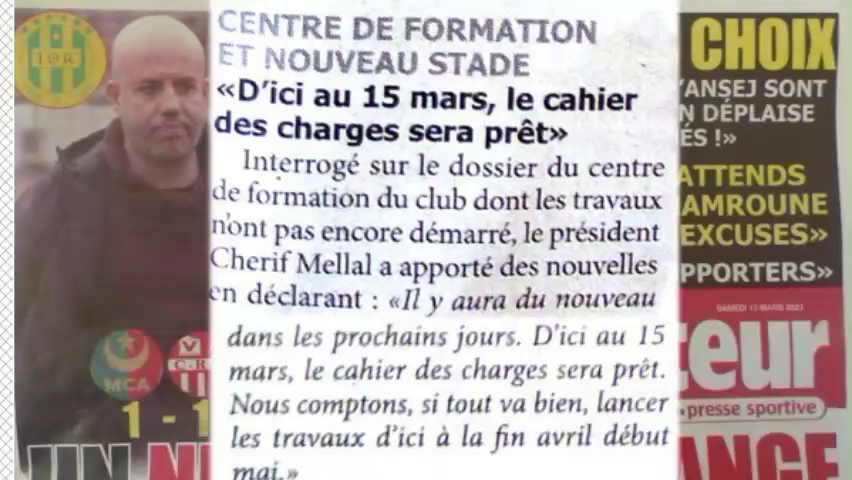 CENTRE DE FORMATION
ET NOUVEAU STADE
«D'ici au 15 mars, le cahier
des charges sera prêt»
Interrogé sur le dossier du centre
de formation du club dont les travaux
n'ont pas encore démarré, le président
Cherif Mellal a apporté des nouvelles
en déclarant : «Il y aura du nouveau
dans les prochains jours. D'ici au 15
mars, le cahier des charges sera prêt.
Nous comptons, si tout va bien, lancer
les travaux d'ici à la fin avril début
mai.»
CHOIX
'ANSEJ SONT
N DÉPLAISE
ÉS !»
ATTENDS
AMROUNE
EXCUSES»
PPORTERS»
SAMEDI 13 MARS 2021
teur
presse sportive
ANGE
MCA
1 - 1
UN N